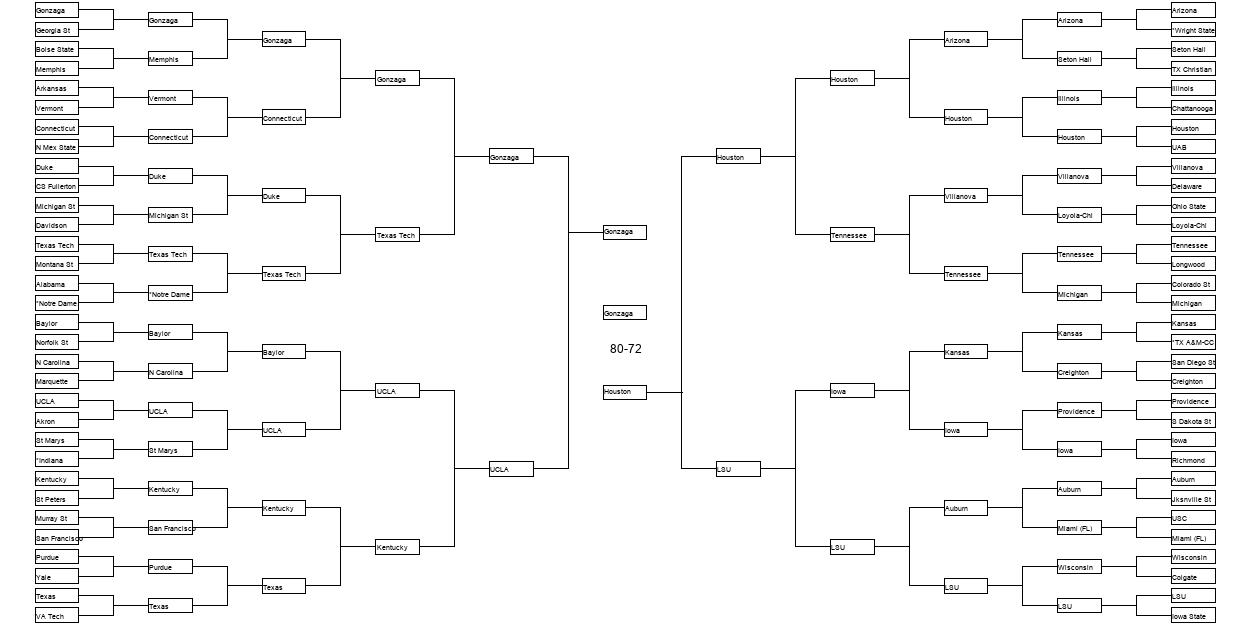 Gonzaga
Georgia St
Boise State
Memphis
Arkansas
Vermont
Connecticut
N Mex State
Duke
CS Fullerton
Michigan St
Davidson
Texas Tech
Montana St
Alabama
*Notre Dame
Baylor
Norfolk St
N Carolina
Marquette
UCLA
Akron
St Marys
*Indiana
Kentucky
St Peters
Murray St
San Francisco
Purdue
Yale
Texas
VA Tech
Gonzaga
Memphis
Vermont
Connecticut
Duke
Michigan St
Texas Tech
*Notre Dame
Baylor
N Carolina
UCLA
St Marys
Kentucky
San Francisco
Purdue
Texas
Gonzaga
Connecticut
Duke
Texas Tech
Baylor
UCLA
Kentucky
Texas
Gonzaga
Texas Tech
UCLA
Kentucky
Gonzaga
UCLA
Gonzaga
Gonzaga
80-72
Houston
Houston
LSU
Houston
Tennessee
Iowa
LSU
Arizona
Houston
Villanova
Tennessee
Kansas
Iowa
Auburn
LSU
Arizona
Seton Hall
Illinois
Houston
Villanova
Loyola-Chi
Tennessee
Michigan
Kansas
Creighton
Providence
Iowa
Auburn
Miami (FL)
Wisconsin
LSU
Arizona
*Wright State
Seton Hall
TX Christian
Illinois
Chattanooga
Houston
UAB
Villanova
Delaware
Ohio State
Loyola-Chi
Tennessee
Longwood
Colorado St
Michigan
Kansas
*TX A&M-CC
San Diego St
Creighton
Providence
S Dakota St
Iowa
Richmond
Auburn
Jksnville St
USC
Miami (FL)
Wisconsin
Colgate
LSU
Iowa State